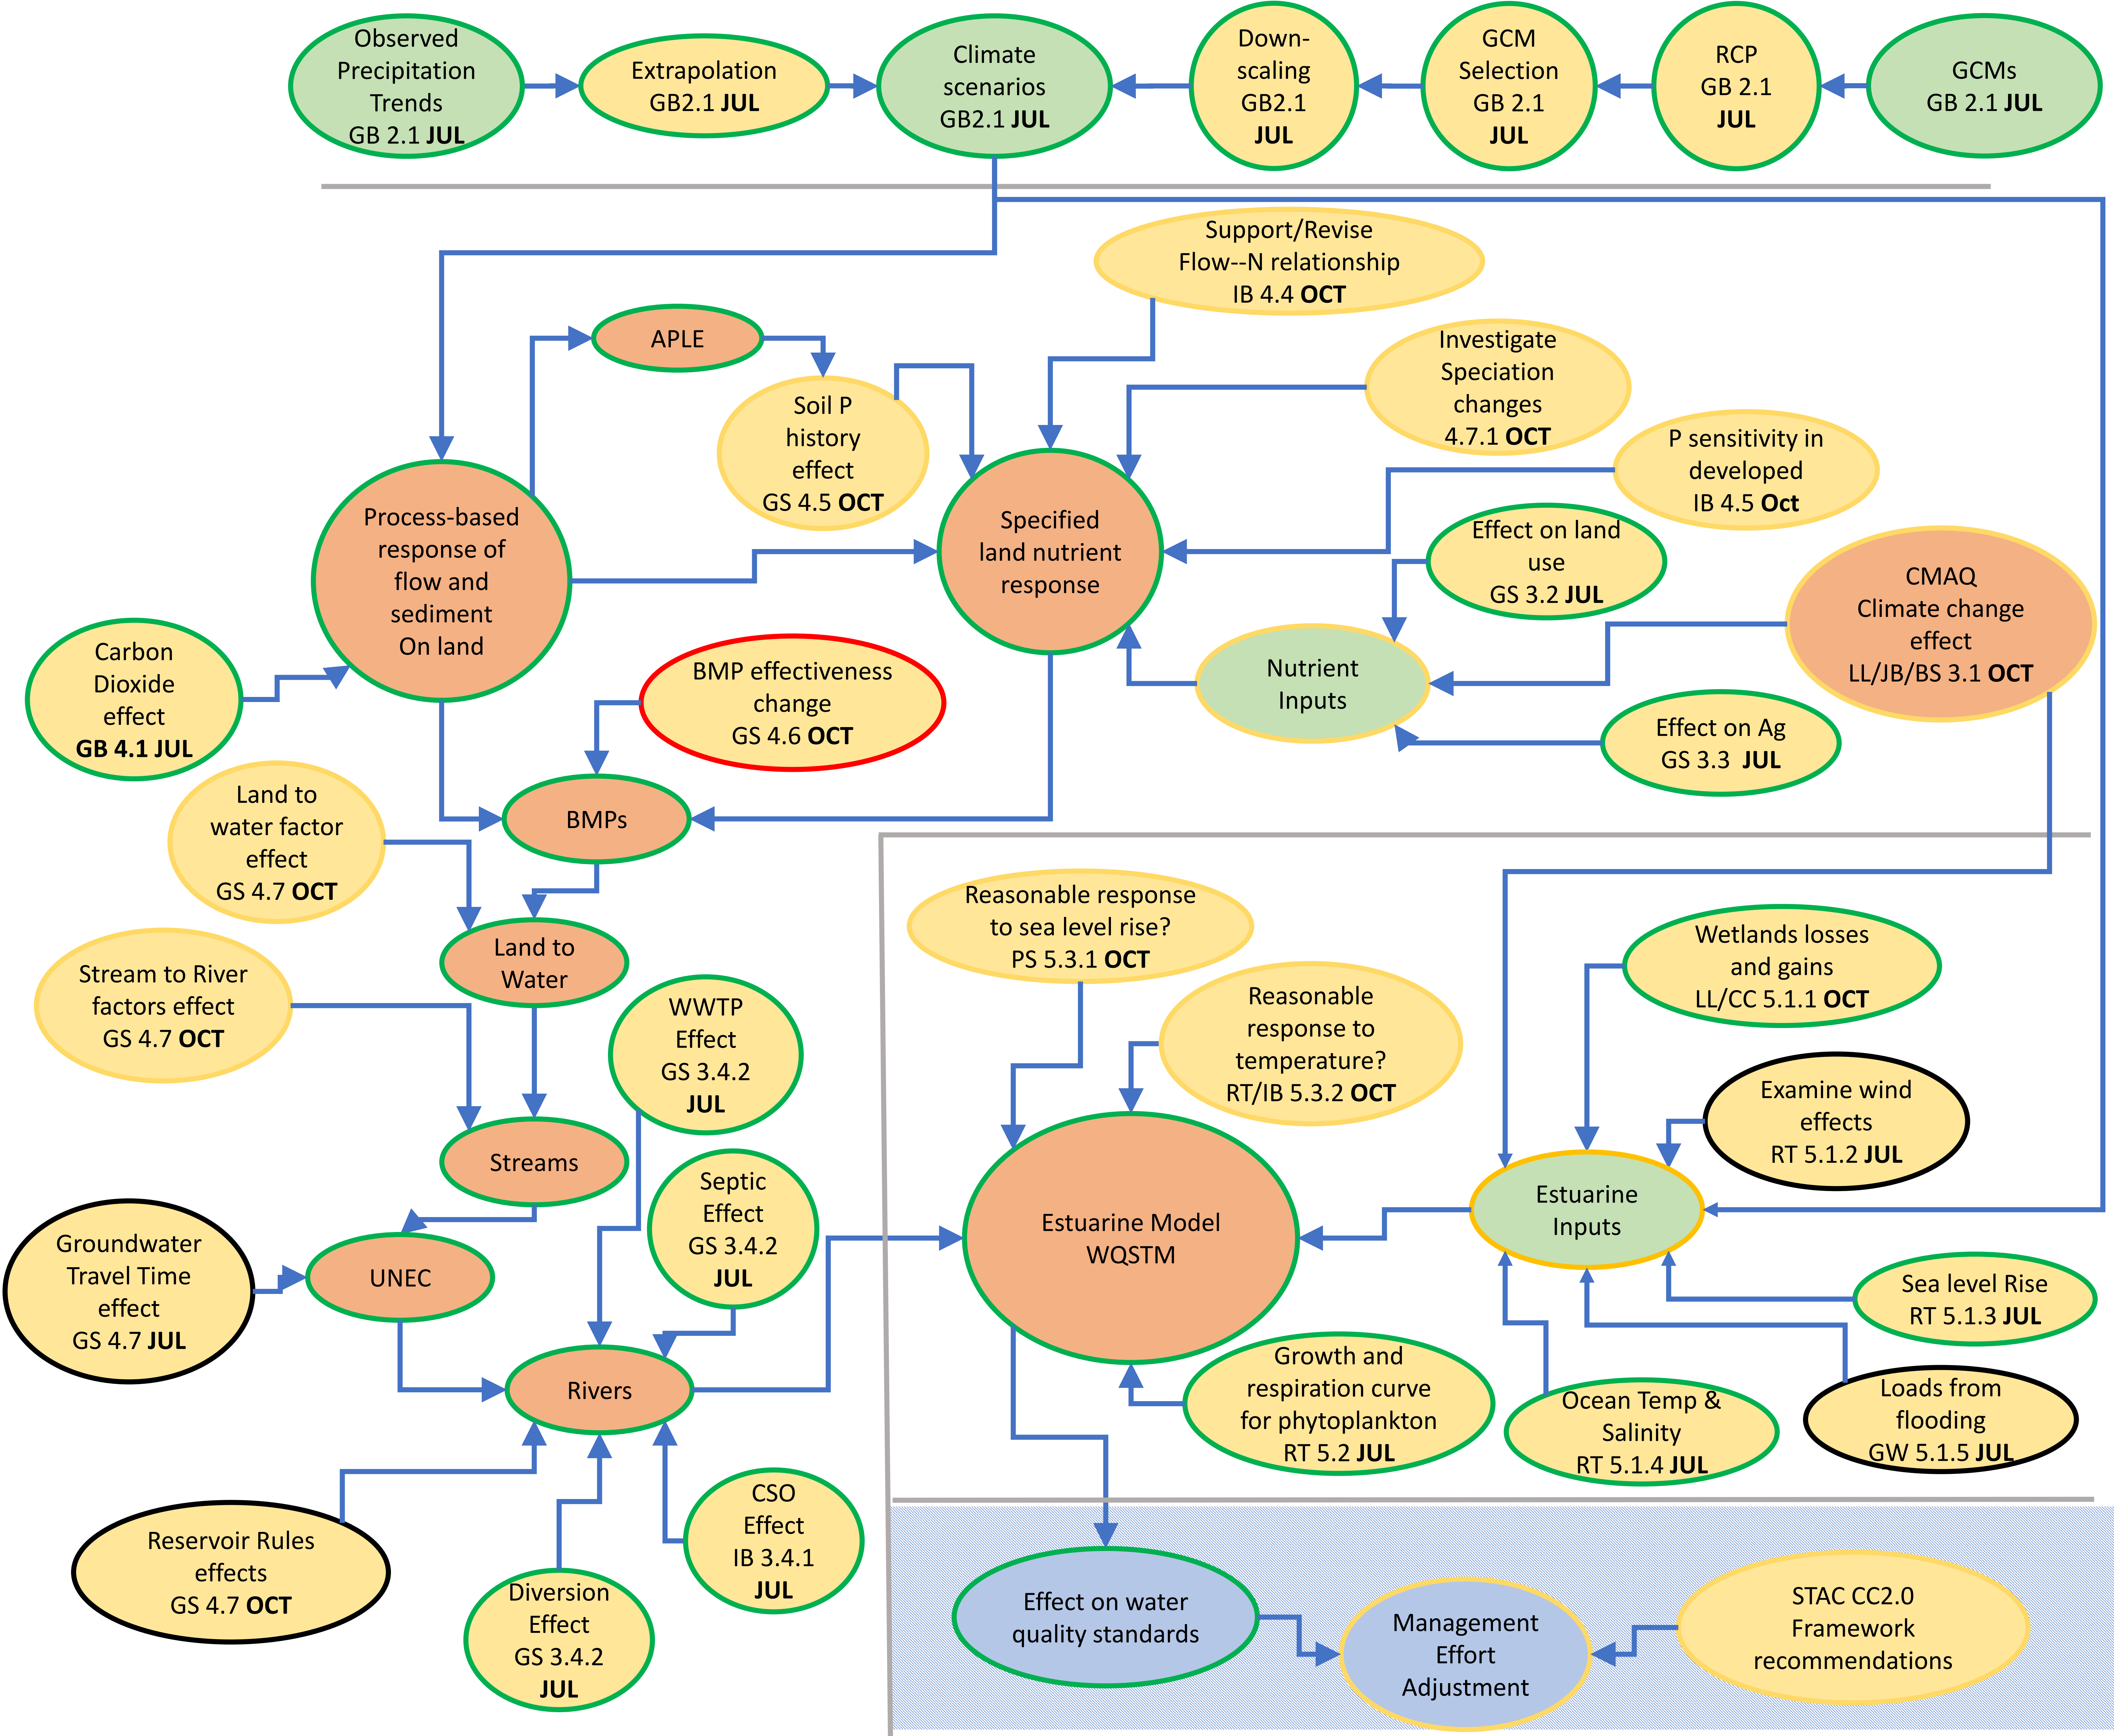 Observed
Precipitation
Trends
GB 2.1 JUL
Extrapolation
GB2.1 JUL
Climate
scenarios
GB2.1 JUL
Down-
scaling
GB2.1
JUL
GCM
Selection
GB 2.1
JUL
RCP
GB 2.1
JUL
GCMs
GB 2.1 JUL
Support/Revise
Flow--N relationship
IB 4.4 OCT
APLE
Investigate
Speciation
changes
4.7.1 OCT
Soil P
history
effect
GS 4.5 OCT
P sensitivity in
developed
IB 4.5 Oct
Process-based
response of
flow and
sediment
On land
Specified
land nutrient
response
Effect on land
use
GS 3.2 JUL
CMAQ
Climate change
effect
LL/JB/BS 3.1 OCT
Carbon
Dioxide
effect
GB 4.1 JUL
BMP effectiveness
change
GS 4.6 OCT
Nutrient
Inputs
Effect on Ag
GS 3.3 JUL
Land to
water factor
effect
GS 4.7 OCT
BMPs
Reasonable response
to sea level rise?
PS 5.3.1 OCT
Land to
Water
Wetlands losses
and gains
LL/CC 5.1.1 OCT
Stream to River
factors effect
GS 4.7 OCT
WWTP
Effect
GS 3.4.2
JUL
Reasonable
response to
temperature?
RT/IB 5.3.2 OCT
Examine wind
effects
RT 5.1.2 JUL
Streams
Septic
Effect
GS 3.4.2
JUL
Estuarine Model
WQSTM
Estuarine
Inputs
Groundwater
Travel Time
effect
GS 4.7 JUL
UNEC
Sea level Rise
RT 5.1.3 JUL
Rivers
Growth and
respiration curve
for phytoplankton
RT 5.2 JUL
Ocean Temp &
Salinity
RT 5.1.4 JUL
Loads from
flooding
GW 5.1.5 JUL
Reservoir Rules
effects
GS 4.7 OCT
CSO
Effect
IB 3.4.1
JUL
Diversion
Effect
GS 3.4.2
JUL
Effect on water
quality standards
Management
Effort
Adjustment
STAC CC2.0
Framework
recommendations